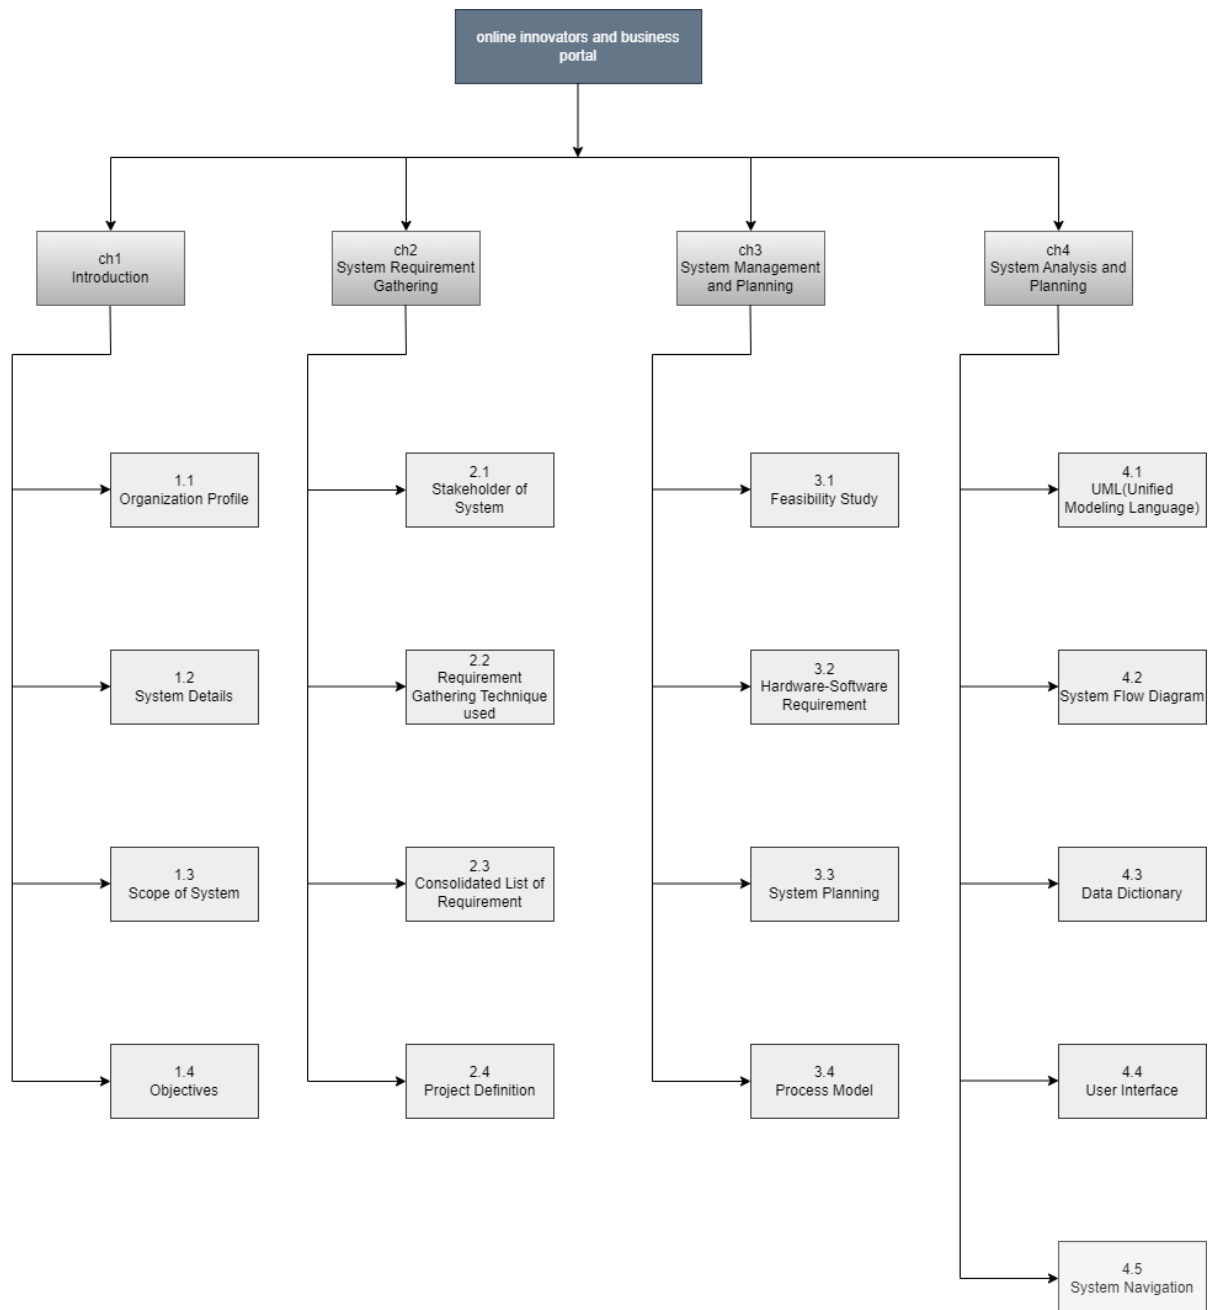 online innovators and business
portal
ch1
Introduction
ch2
System Requirement
Gathering
ch3
System Management
and Planning
ch4
System Analysis and
Planning
1.1
Organization Profile
1.2
System Details
1.3
Scope of System
1.4
Objectives
2.1
Stakeholder of
System
2.2
Requirement
Gathering Technique
used
2.3
Consolidated List of
Requirement
2.4
Project Definition
3.1
Feasibility Study
3.2
Hardware-Software
Requirement
3.3
System Planning
3.4
Process Model
4.1
UML(Unified
Modeling Language)
4.2
System Flow Diagram
4.3
Data Dictionary
4.4
User Interface
4.5
System Navigation